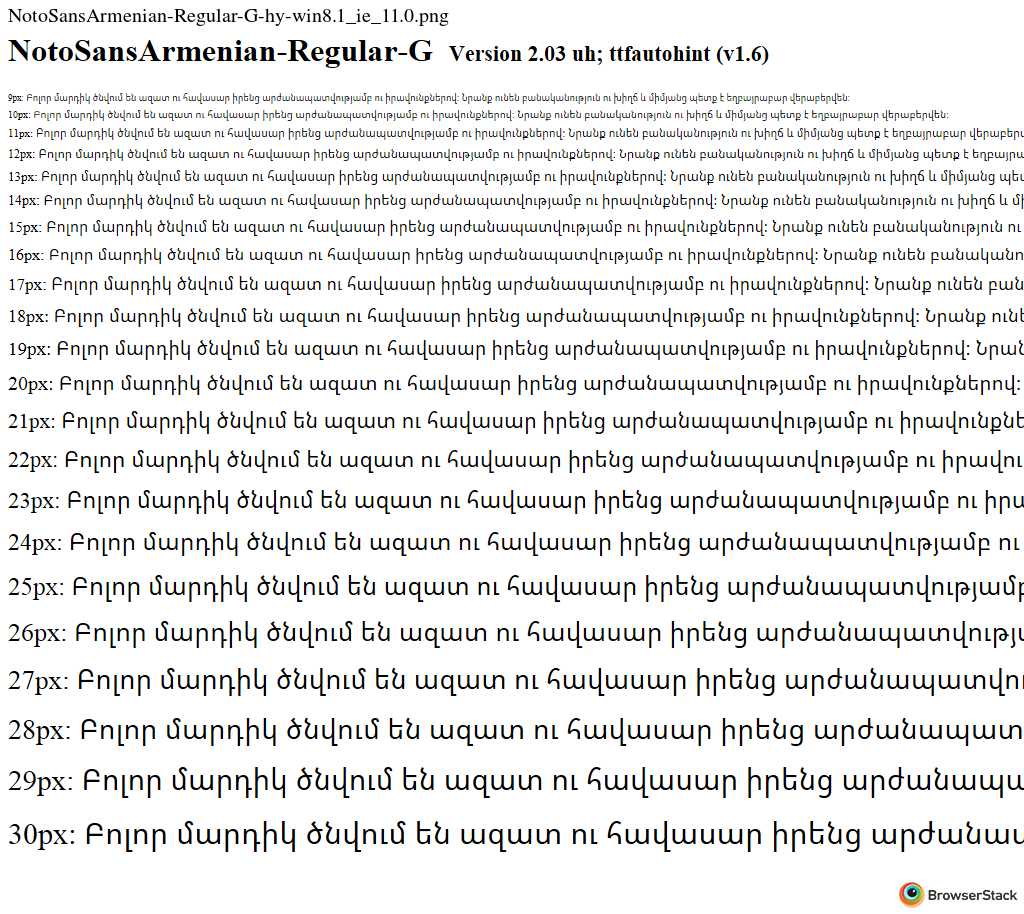 NotoSansArmenian-Regular-G-hy-win8.1_ie_11.0.png
NotoSansArmenian-Regular-G Version 2.03 uh; ttfautohint (v1.6)
9px: Բոլոր մարդիկ ծնվում են ազատ ու հավասար իրենց արժանապատվությամբ ու իրավունքներով։ Նրանք ունեն բանականություն ու խիղճ և միմյանց պետք է եղբայրաբար վերաբերվեն։
10px: Բոլոր մարդիկ ծնվում են ազատ ու հավասար իրենց արժանապատվությամբ ու իրավունքներով։ Նրանք ունեն բանականություն ու խիղճ և միմյանց պետք է եղբայրաբար վերաբերվեն։
11px: Բոլոր մարդիկ ծնվում են ազատ ու հավասար իրենց արժանապատվությամբ ու իրավունքներով։ Նրանք ունեն բանականություն ու խիղճ և միմյանց պետք է եղբայրաբար վերաբերվ
12px: Բոլոր մարդիկ ծնվում են ազատ ու հավասար իրենց արժանապատվությամբ ու իրավունքներով։ Նրանք ունեն բանականություն ու խիղճ և միմյանց պետք է եղբայրա
13px: Բոլոր մարդիկ ծնվում են ազատ ու հավասար իրենց արժանապատվությամբ ու իրավունքներով։ Նրանք ունեն բանականություն ու խիղճ և միմյանց պետ
14px: Բոլոր մարդիկ ծնվում են ազատ ու հավասար իրենց արժանապատվությամբ ու իրավունքներով։ Նրանք ունեն բանականություն ու խիղճ և մի
15px: Բոլոր մարդիկ ծնվում են ազատ ու հավասար իրենց արժանապատվությամբ ու իրավունքներով։ Նրանք ունեն բանականություն ու
16px: Բոլոր մարդիկ ծնվում են ազատ ու հավասար իրենց արժանապատվությամբ ու իրավունքներով։ Նրանք ունեն բանականո
17px: Բոլոր մարդիկ ծնվում են ազատ ու հավասար իրենց արժանապատվությամբ ու իրավունքներով։ Նրանք ունեն բան
18px: Բոլոր մարդիկ ծնվում են ազատ ու հավասար իրենց արժանապատվությամբ ու իրավունքներով։ Նրանք ունե
19px: Բոլոր մարդիկ ծնվում են ազատ ու հավասար իրենց արժանապատվությամբ ու իրավունքներով։ Նրան
20px: Բոլոր մարդիկ ծնվում են ազատ ու հավասար իրենց արժանապատվությամբ ու իրավունքներով։
21px: Բոլոր մարդիկ ծնվում են ազատ ու հավասար իրենց արժանապատվությամբ ու իրավունքնե
22px: Բոլոր մարդիկ ծնվում են ազատ ու հավասար իրենց արժանապատվությամբ ու իրավու
23px: Բոլոր մարդիկ ծնվում են ազատ ու հավասար իրենց արժանապատվությամբ ու իրա
24px: Բոլոր մարդիկ ծնվում են ազատ ու հավասար իրենց արժանապատվությամբ ու
25px: Բոլոր մարդիկ ծնվում են ազատ ու հավասար իրենց արժանապատվությամբ
26px: Բոլոր մարդիկ ծնվում են ազատ ու հավասար իրենց արժանապատվությա
27px: Բոլոր մարդիկ ծնվում են ազատ ու հավասար իրենց արժանապատվու
28px: Բոլոր մարդիկ ծնվում են ազատ ու հավասար իրենց արժանապատ
29px: Բոլոր մարդիկ ծնվում են ազատ ու հավասար իրենց արժանապա
30px: Բոլոր մարդիկ ծնվում են ազատ ու հավասար իրենց արժանապ
BrowserStack